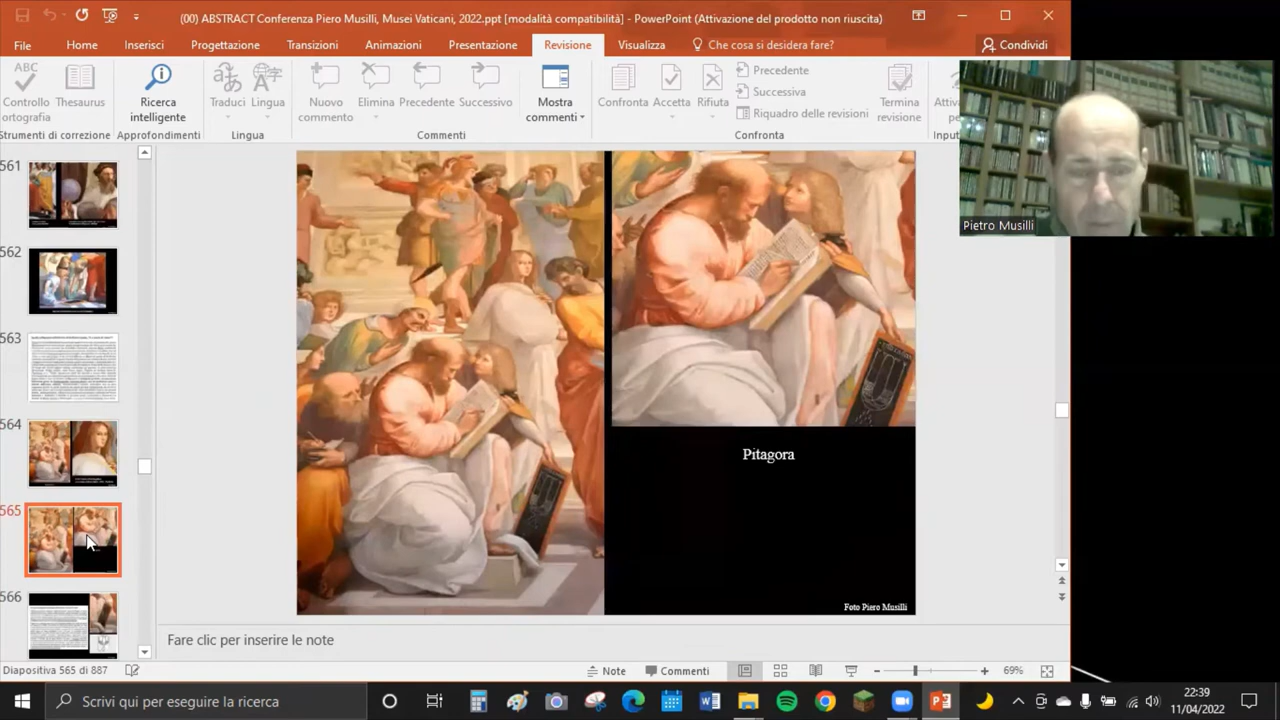 (00) ABSTRACT Conferenza Piero Musilli, Musei Vaticani, 2022.ppt [modalità compatibilità] - PowerPoint (Attivazione del prodotto non riuscita)
File Home Inserisci Progettazione Transizioni Animazioni Presentazione Revisione Visualizza Che cosa si desidera fare? Condividi
ABC
Controllo ortografia
Thesaurus
Ricerca intelligente
Traduci
Lingua
Nuovo commento
Elimina
Precedente
Successivo
Mostra commenti
Confronta
Accetta
Rifiuta
Precedente
Successiva
Riquadro delle revisioni
Termina revisione
Strumenti di correzione
Approfondimenti
Lingua
Commenti
Confronta
Pietro Musilli
561
562
563
564
565
566
Pitagora
Foto Piero Musilli
Fare clic per inserire le note
Diapositiva 565 di 887
Note
Commenti
69%
Scrivi qui per eseguire la ricerca
22:39
11/04/2022